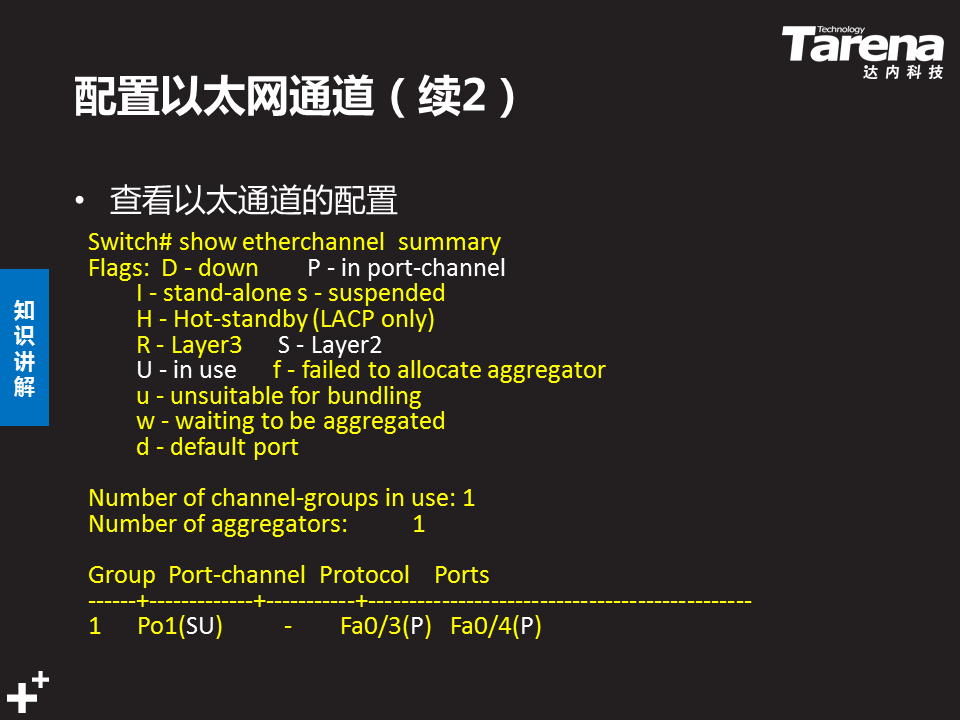 Technology
Tarena
达内科技
配置以太网通道（续2）
• 查看以太通道的配置
Switch# show etherchannel summary
Flags: D - down P - in port-channel
I - stand-alone s - suspended
H - Hot-standby (LACP only)
R - Layer3 S - Layer2
U - in use f - failed to allocate aggregator
u - unsuitable for bundling
w - waiting to be aggregated
d - default port
Number of channel-groups in use: 1
Number of aggregators: 1
Group Port-channel Protocol Ports
------+-------------+-----------+-----------------------------------------------
1 Po1(SU) - Fa0/3(P) Fa0/4(P)
知识讲解